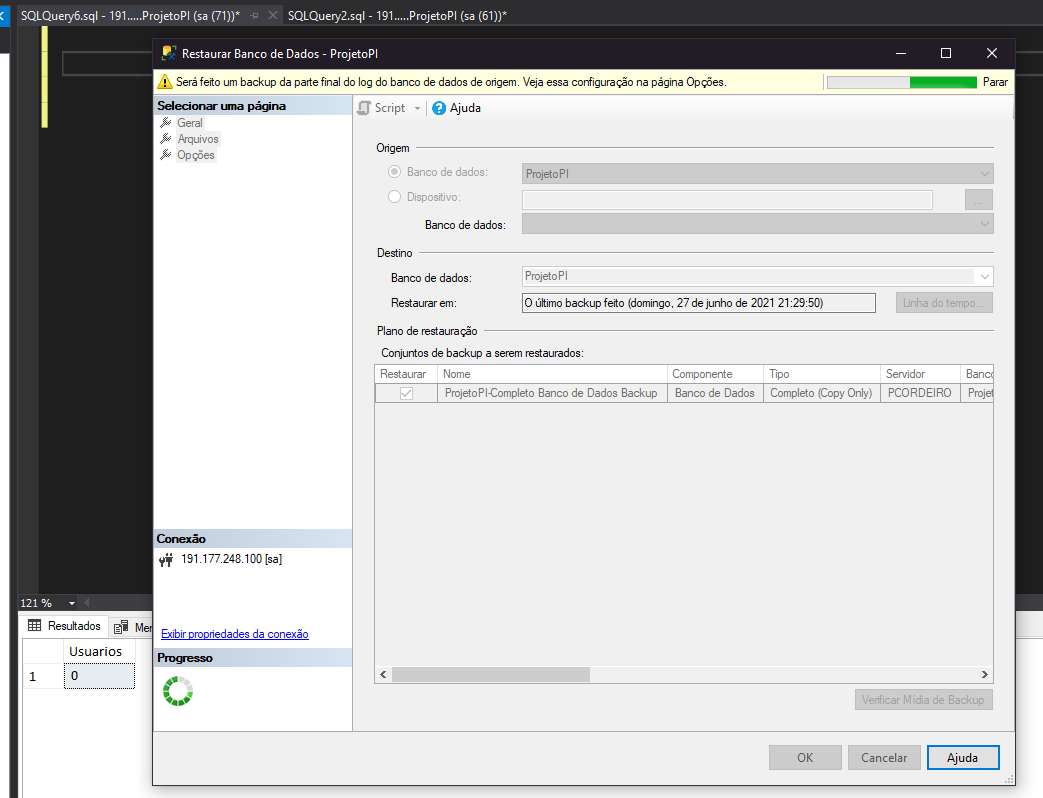 SQLQuery6.sql - 191.....ProjetoPI (sa (71))* SQLQuery2.sql - 191.....ProjetoPI (sa (61))*
Restaurar Banco de Dados - ProjetoPI
Será feito um backup da parte final do log do banco de dados de origem. Veja essa configuração na página Opções. Parar
Selecionar uma página
Geral
Arquivos
Opções
Script Ajuda
Origem
Banco de dados: ProjetoPI
Dispositivo: ...
Banco de dados:
Destino
Banco de dados: ProjetoPI
Restaurar em: O último backup feito (domingo, 27 de junho de 2021 21:29:50) Linha do tempo...
Plano de restauração
Conjuntos de backup a serem restaurados:
Restaurar Nome Componente Tipo Servidor Banco
ProjetoPI-Completo Banco de Dados Backup Banco de Dados Completo (Copy Only) PCORDEIRO Projet
Conexão
191.177.248.100 [sa]
Exibir propriedades da conexão
Progresso
Verificar Mídia de Backup
OK Cancelar Ajuda
121 %
Resultados Mer
Usuarios
1 0